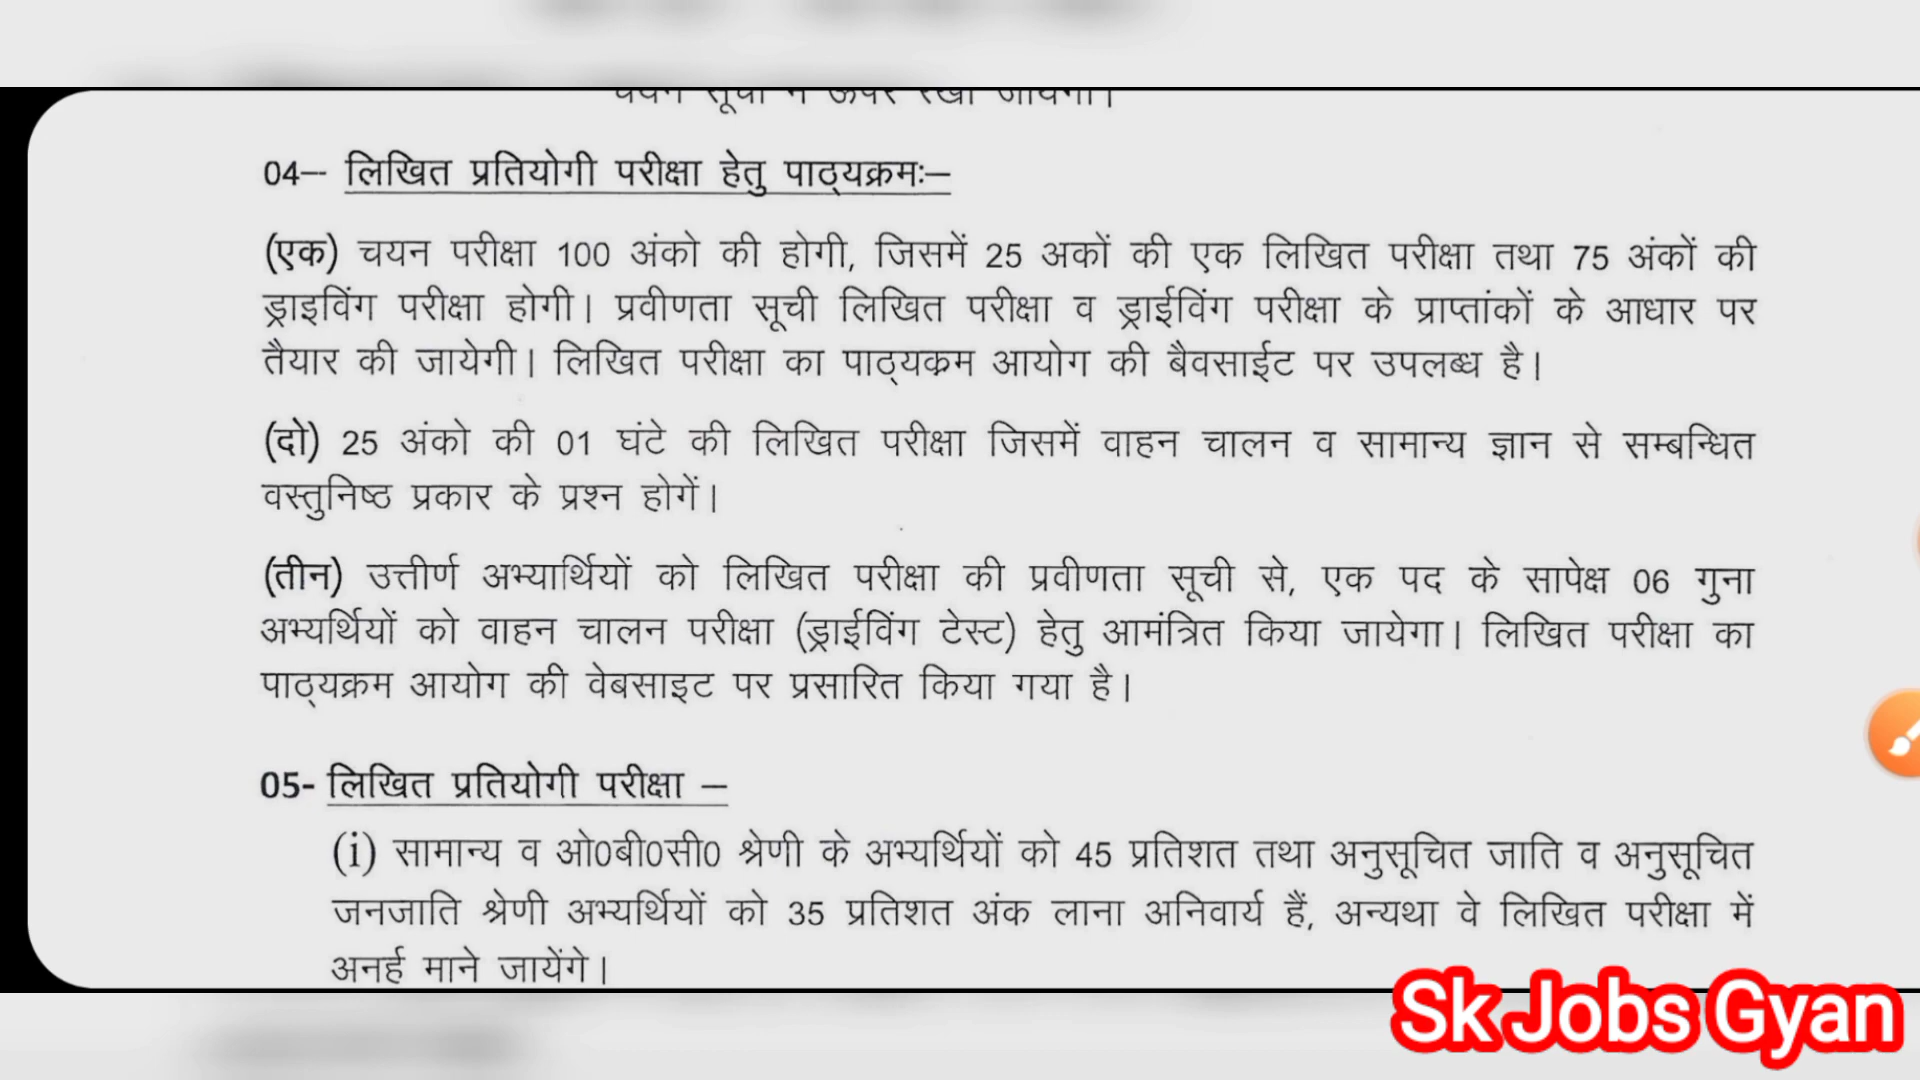 04– लिखित प्रतियोगी परीक्षा हेतु पाठ्यक्रमः–
(एक) चयन परीक्षा 100 अंको की होगी, जिसमें 25 अकों की एक लिखित परीक्षा तथा 75 अंकों की
ड्राइविंग परीक्षा होगी। प्रवीणता सूची लिखित परीक्षा व ड्राईविंग परीक्षा के प्राप्तांकों के आधार पर
तैयार की जायेगी। लिखित परीक्षा का पाठ्यक्रम आयोग की बैवसाईट पर उपलब्ध है।
(दो) 25 अंको की 01 घंटे की लिखित परीक्षा जिसमें वाहन चालन व सामान्य ज्ञान से सम्बन्धित
वस्तुनिष्ठ प्रकार के प्रश्न होगें।
(तीन) उत्तीर्ण अभ्यार्थियों को लिखित परीक्षा की प्रवीणता सूची से, एक पद के सापेक्ष 06 गुना
अभ्यर्थियों को वाहन चालन परीक्षा (ड्राईविंग टेस्ट) हेतु आमंत्रित किया जायेगा। लिखित परीक्षा का
पाठ्यक्रम आयोग की वेबसाइट पर प्रसारित किया गया है।
05- लिखित प्रतियोगी परीक्षा –
(i) सामान्य व ओ0बी0सी0 श्रेणी के अभ्यर्थियों को 45 प्रतिशत तथा अनुसूचित जाति व अनुसूचित
जनजाति श्रेणी अभ्यर्थियों को 35 प्रतिशत अंक लाना अनिवार्य हैं, अन्यथा वे लिखित परीक्षा में
अनर्ह माने जायेंगे।
Sk Jobs Gyan